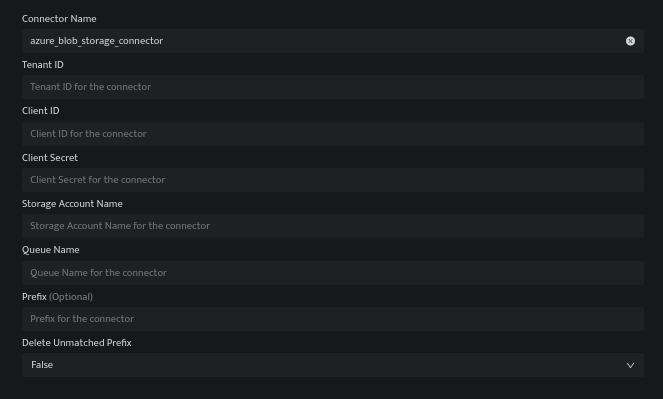 Connector Name
azure_blob_storage_connector
Tenant ID
Tenant ID for the connector
Client ID
Client ID for the connector
Client Secret
Client Secret for the connector
Storage Account Name
Storage Account Name for the connector
Queue Name
Queue Name for the connector
Prefix (Optional)
Prefix for the connector
Delete Unmatched Prefix
False